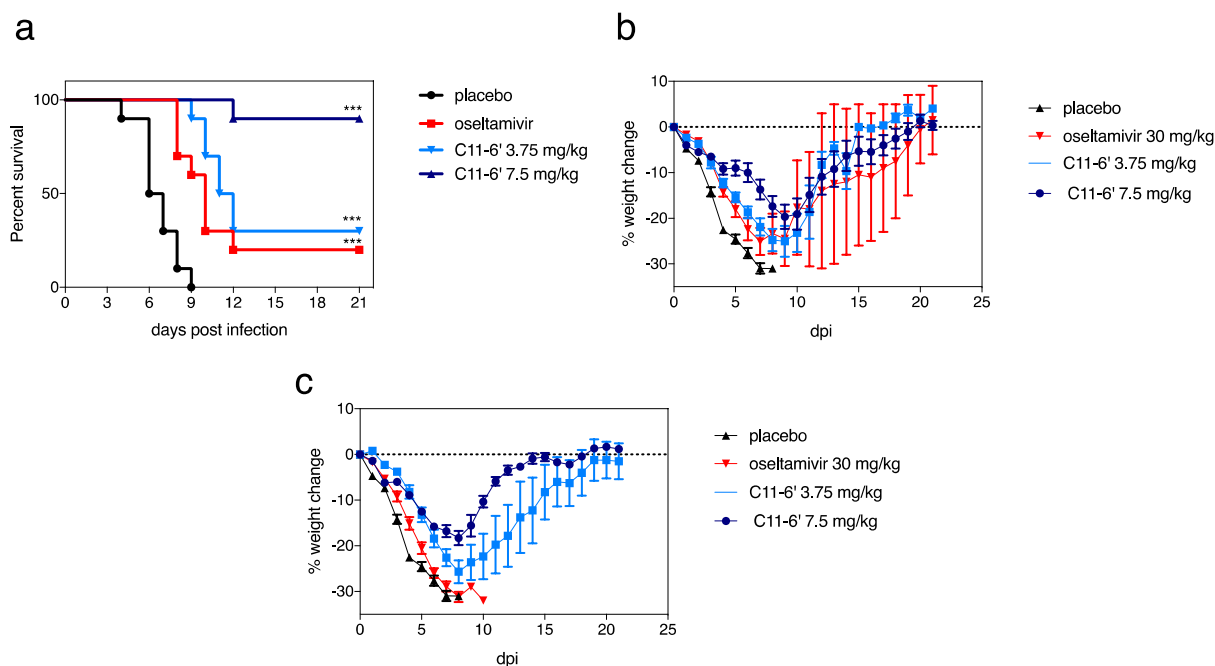 a
Percent survival
100
50
0
0 3 6 9 12 15 18 21
days post infection
***
***
***
placebo
oseltamivir
C11-6' 3.75 mg/kg
C11-6' 7.5 mg/kg
b
% weight change
10
0
-10
-20
-30
0 5 10 15 20 25
dpi
placebo
oseltamivir 30 mg/kg
C11-6' 3.75 mg/kg
C11-6' 7.5 mg/kg
c
% weight change
10
0
-10
-20
-30
0 5 10 15 20 25
dpi
placebo
oseltamivir 30 mg/kg
C11-6' 3.75 mg/kg
C11-6' 7.5 mg/kg